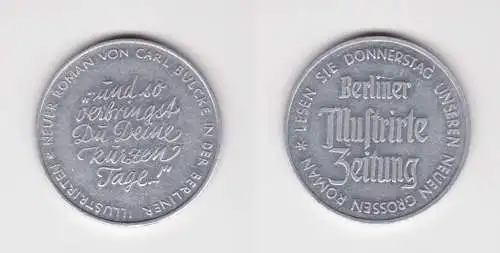 * NEUER ROMAN VON CARL BULCKE IN DER BERLINER ILLUSTRIRTEN
"und so
verbringst
Du Deine
kurzen
Tage..!"
* LESEN SIE DONNERSTAG UNSEREN NEUEN GROSSEN ROMAN
Berliner
Illustrirte
Zeitung